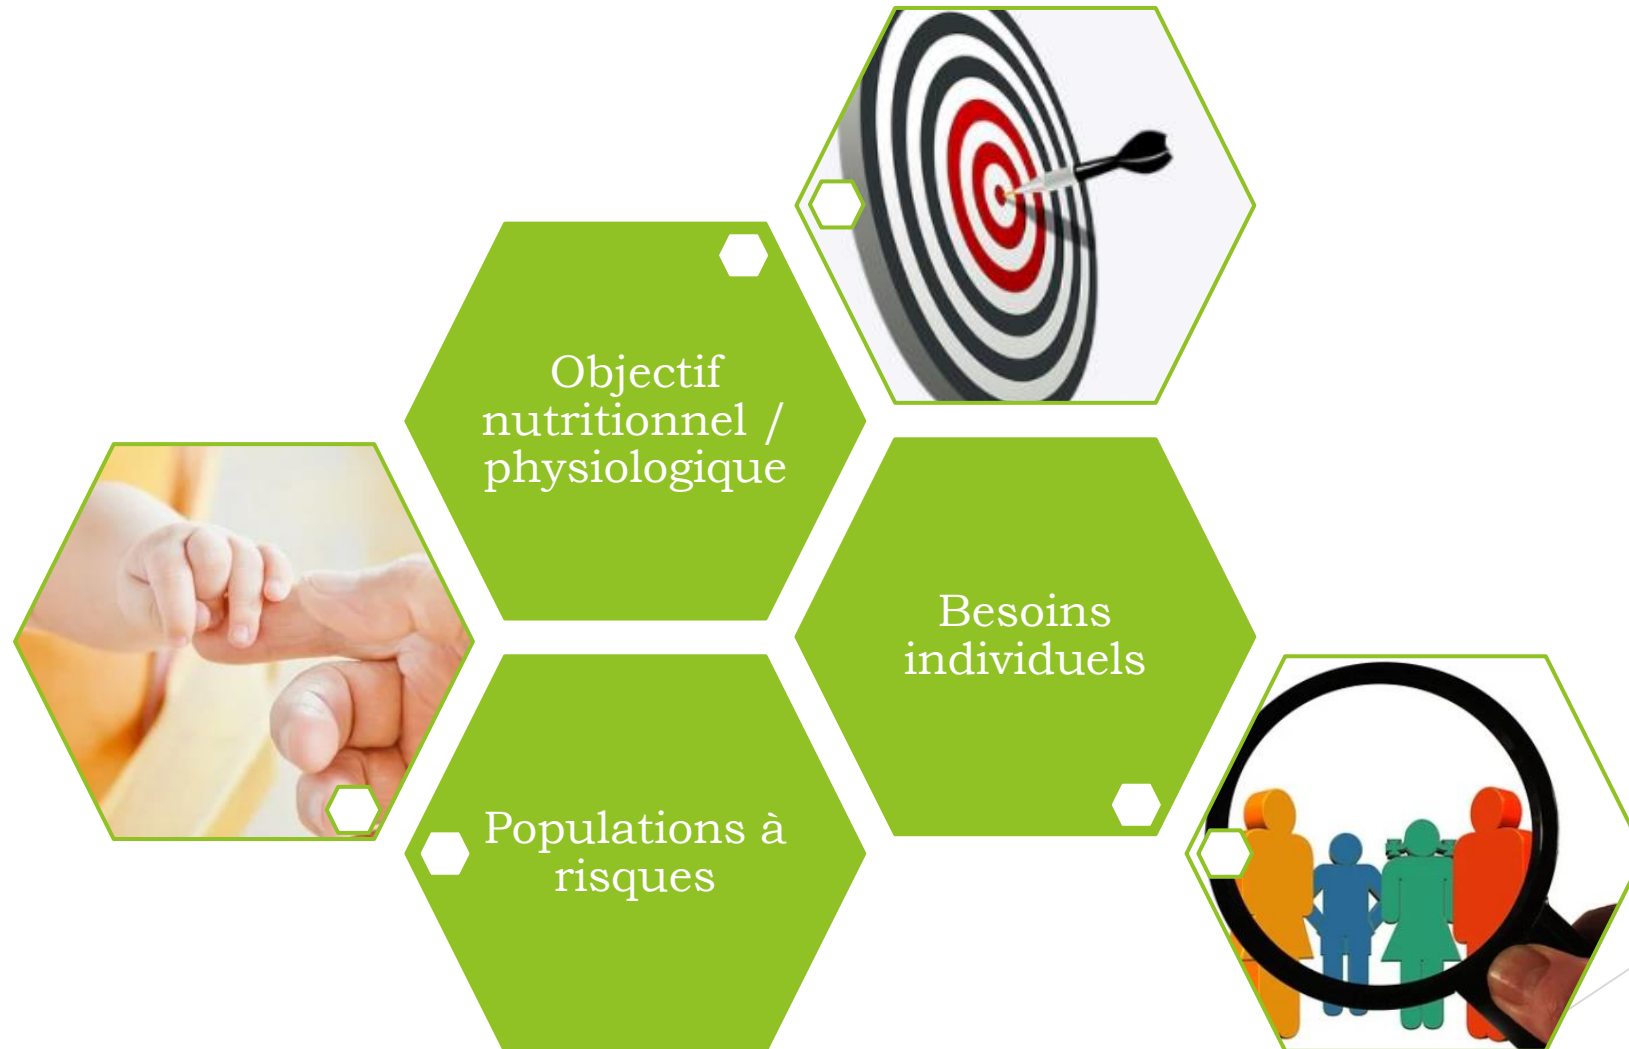 Objectif
nutritionnel /
physiologique
Besoins
individuels
Populations à
risques